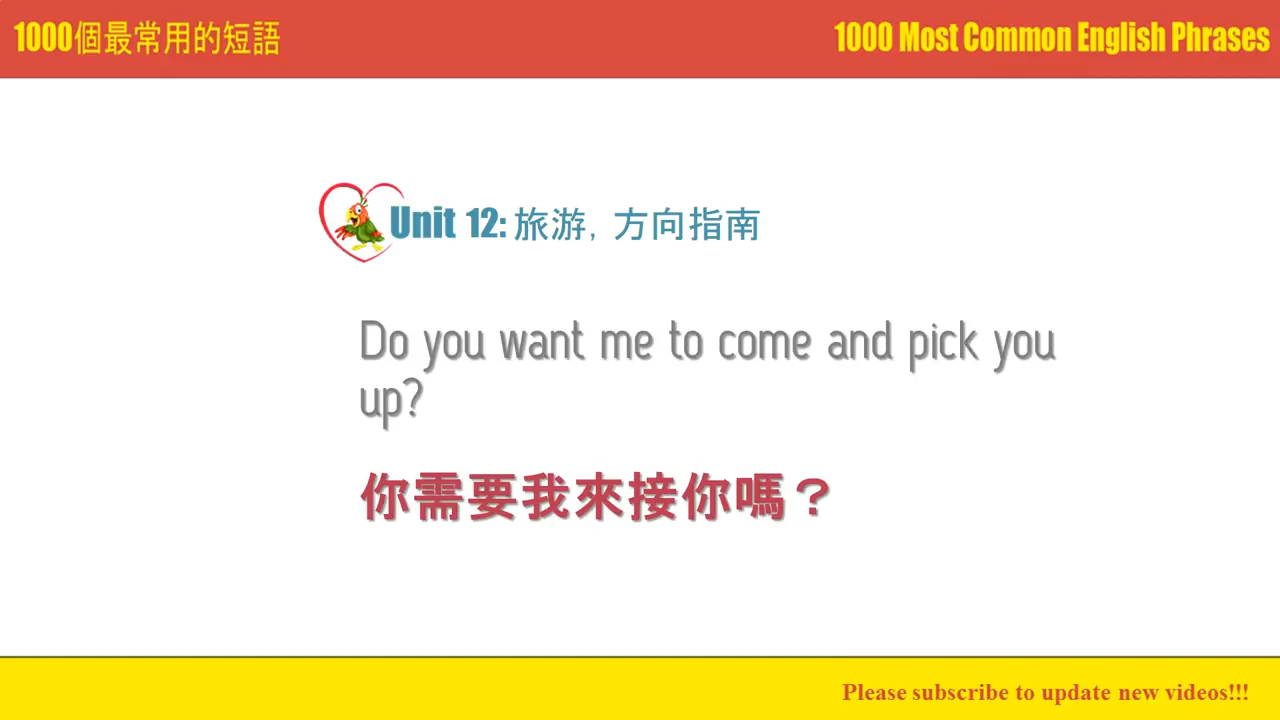 1000個最常用的短語
1000 Most Common English Phrases
Unit 12: 旅游, 方向指南
Do you want me to come and pick you
up?
你需要我來接你嗎？
Please subscribe to update new videos!!!